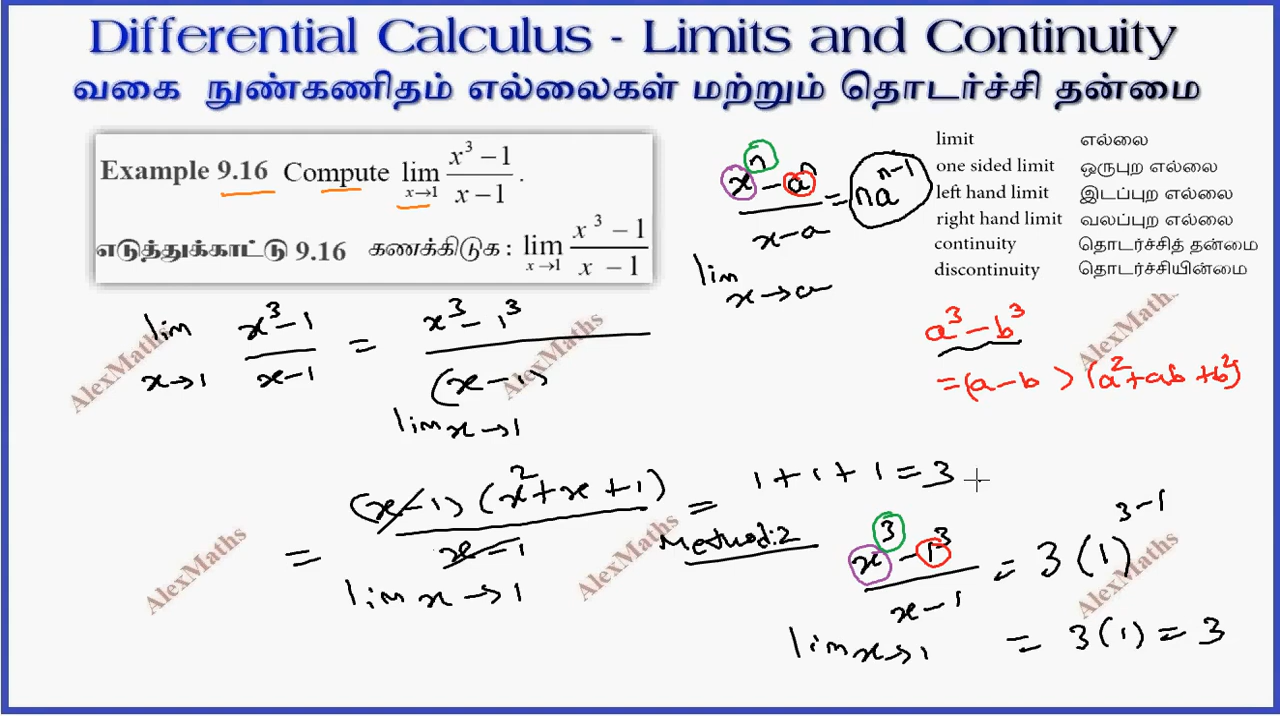 Differential Calculus - Limits and Continuity
வகை நுண்கணிதம் எல்லைகள் மற்றும் தொடர்ச்சி தன்மை
Example 9.16 Compute lim x→1 (x³ − 1)/(x − 1).
எடுத்துக்காட்டு 9.16 கணக்கிடுக : lim x→1 (x³ − 1)/(x − 1)
(xⁿ − aⁿ)/(x − a) = naⁿ⁻¹
lim x→a
limit எல்லை
one sided limit ஒருபுற எல்லை
left hand limit இடப்புற எல்லை
right hand limit வலப்புற எல்லை
continuity தொடர்ச்சித் தன்மை
discontinuity தொடர்ச்சியின்மை
a³ − b³
= (a − b) (a² + ab + b²)
lim x→1 (x³ − 1)/(x − 1) = (x³ − 1³)/(x − 1)
lim x→1
= (x − 1)(x² + x + 1)/(x − 1) = 1 + 1 + 1 = 3
lim x→1
Method:2
(x³ − 1³)/(x − 1) = 3(1)³⁻¹
lim x→1 = 3(1) = 3
AlexMaths
AlexMaths
AlexMaths
AlexMaths
AlexMaths
AlexMaths